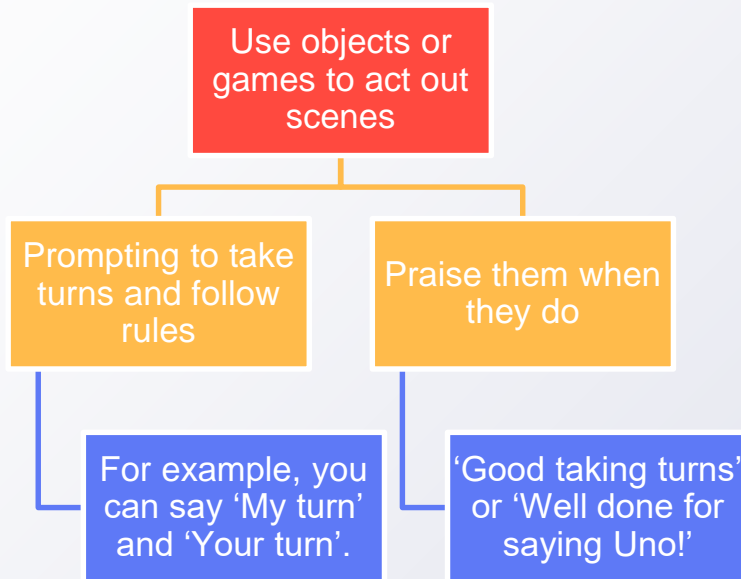 Use objects or
games to act out
scenes
Prompting to take
turns and follow
rules
Praise them when
they do
For example, you
can say ‘My turn’
and ‘Your turn’.
‘Good taking turns’
or ‘Well done for
saying Uno!’